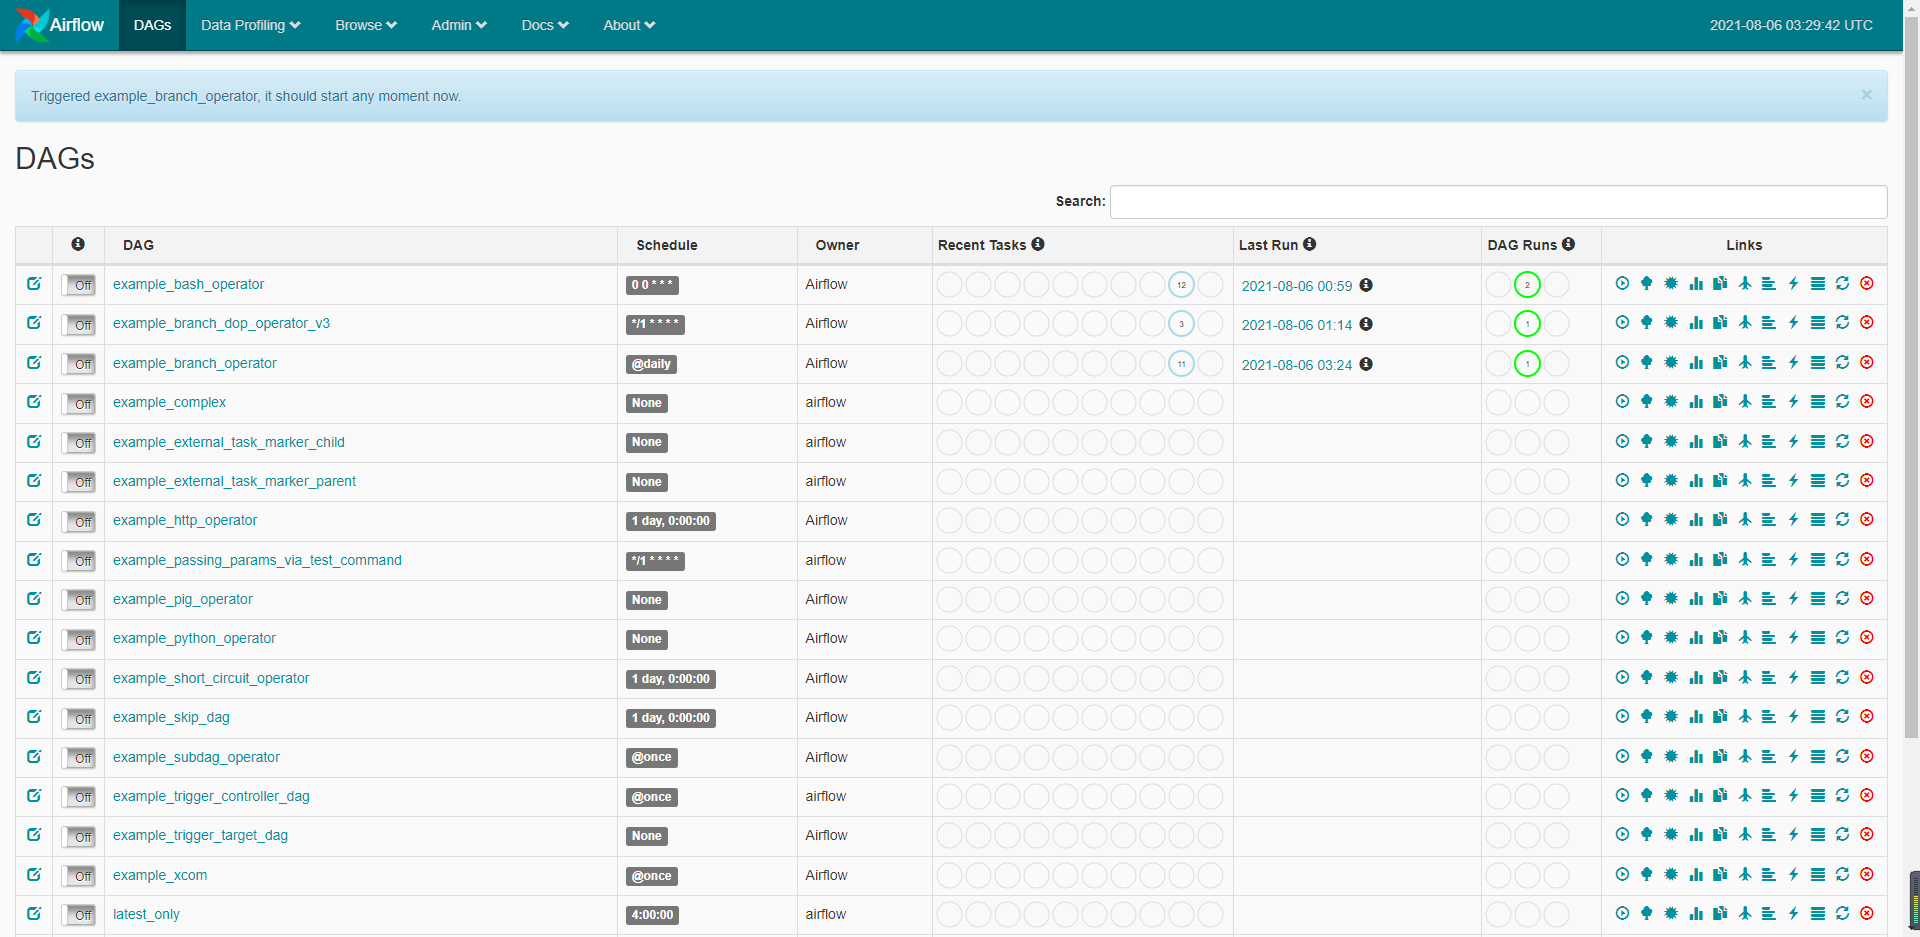 Airflow DAGs Data Profiling Browse Admin Docs About 2021-08-06 03:29:42 UTC
Triggered example_branch_operator, it should start any moment now. ×
DAGs
Search:
DAG Schedule Owner Recent Tasks Last Run DAG Runs Links
Off example_bash_operator 0 0 * * * Airflow 12 2021-08-06 00:59 2
Off example_branch_dop_operator_v3 */1 * * * * Airflow 3 2021-08-06 01:14 1
Off example_branch_operator @daily Airflow 11 2021-08-06 03:24 1
Off example_complex None airflow
Off example_external_task_marker_child None airflow
Off example_external_task_marker_parent None airflow
Off example_http_operator 1 day, 0:00:00 Airflow
Off example_passing_params_via_test_command */1 * * * * airflow
Off example_pig_operator None Airflow
Off example_python_operator None Airflow
Off example_short_circuit_operator 1 day, 0:00:00 Airflow
Off example_skip_dag 1 day, 0:00:00 Airflow
Off example_subdag_operator @once Airflow
Off example_trigger_controller_dag @once airflow
Off example_trigger_target_dag None Airflow
Off example_xcom @once Airflow
Off latest_only 4:00:00 airflow